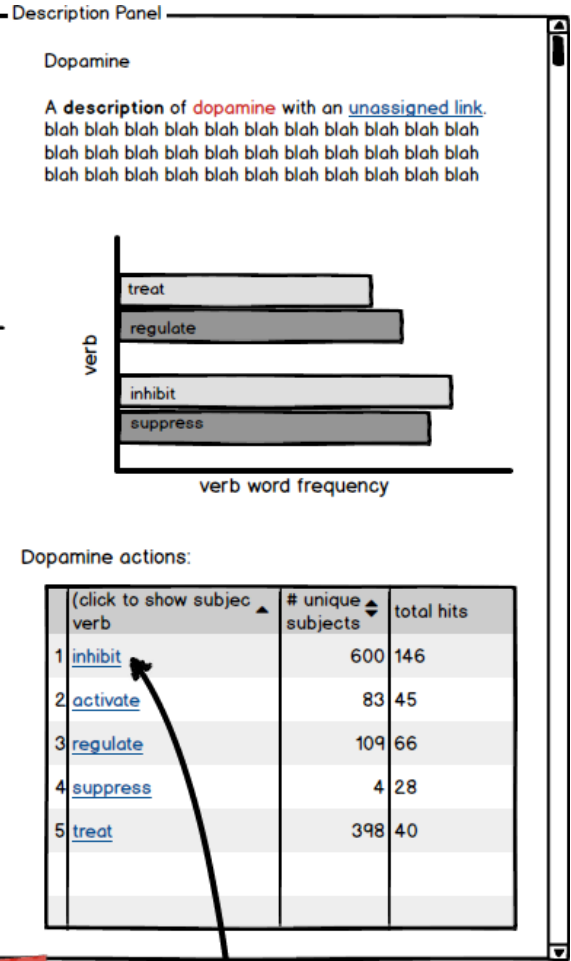 Description Panel
Dopamine
A description of dopamine with an unassigned link.
blah blah blah blah blah blah blah blah blah blah blah
blah blah blah blah blah blah blah blah blah blah blah
blah blah blah blah blah blah blah blah blah blah blah
treat
regulate
inhibit
suppress
verb
verb word frequency
Dopamine actions:
(click to show subjec
verb
# unique
subjects
total hits
1 inhibit 600 146
2 activate 83 45
3 regulate 109 66
4 suppress 4 28
5 treat 398 40